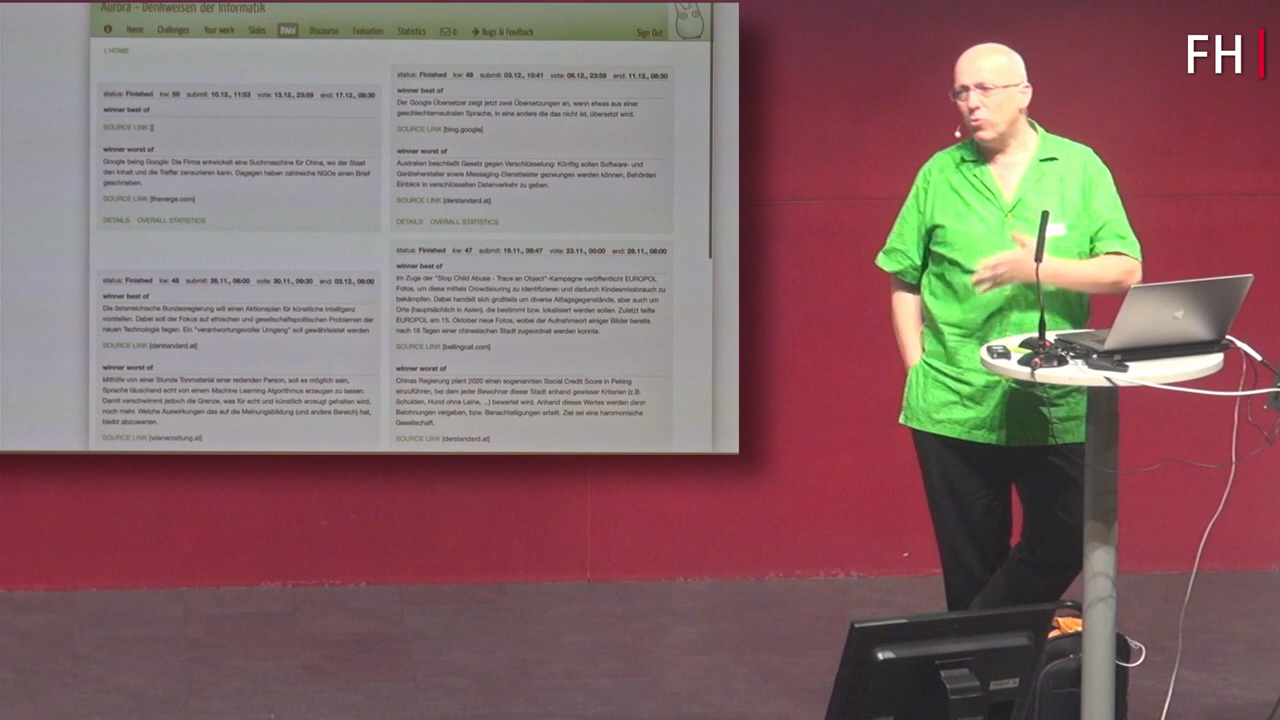 Aurora - Denkweisen der Informatik
Home Challenges Your work Slides BWoI Discourse Evaluation Statistics 0 Bugs & Feedback Sign Out
‹ HOME
status: Finished kw: 50 submit: 10.12., 11:53 vote: 13.12., 23:59 end: 17.12., 08:30
winner best of
SOURCE LINK []
winner worst of
Google being Google: Die Firma entwickelt eine Suchmaschine für China, wo der Staat
den Inhalt und die Treffer zensurieren kann. Dagegen haben zahlreiche NGOs einen Brief
geschrieben.
SOURCE LINK [theverge.com]
DETAILS OVERALL STATISTICS
status: Finished kw: 49 submit: 03.12., 10:41 vote: 06.12., 23:59 end: 11.12., 08:30
winner best of
Der Google Übersetzer zeigt jetzt zwei Übersetzungen an, wenn etwas aus einer
geschlechterneutralen Sprache, in eine andere die das nicht ist, übersetzt wird.
SOURCE LINK [blog.google]
winner worst of
Australien beschließt Gesetz gegen Verschlüsselung: Künftig sollen Software- und
Gerätehersteller sowie Messaging-Dienstleister gezwungen werden können, Behörden
Einblick in verschlüsselten Datenverkehr zu geben.
SOURCE LINK [derstandard.at]
DETAILS OVERALL STATISTICS
status: Finished kw: 48 submit: 26.11., 09:00 vote: 30.11., 09:30 end: 03.12., 08:00
winner best of
Die österreichische Bundesregierung will einen Aktionsplan für künstliche Intelligenz
vorstellen. Dabei soll der Fokus auf ethischen und gesellschaftspolitischen Problemen der
neuen Technologie liegen. Ein "verantwortungsvoller Umgang" soll gewährleistet werden
SOURCE LINK [derstandard.at]
winner worst of
Mithilfe von einer Stunde Tonmaterial einer redenden Person, soll es möglich sein,
Sprache täuschend echt von einem Machine Learning Algorithmus erzeugen zu lassen.
Damit verschwimmt jedoch die Grenze, was für echt und künstlich erzeugt gehalten wird,
noch mehr. Welche Auswirkungen das auf die Meinungsbildung (und andere Bereich) hat,
bleibt abzuwarten.
SOURCE LINK [wienerzeitung.at]
status: Finished kw: 47 submit: 19.11., 08:47 vote: 23.11., 00:00 end: 26.11., 08:00
winner best of
Im Zuge der "Stop Child Abuse - Trace an Object"-Kampagne veröffentlicht EUROPOL
Fotos, um diese mittels Crowdsouring zu identifizieren und dadurch Kindesmissbrauch zu
bekämpfen. Dabei handelt sich großteils um diverse Alltagsgegenstände, aber auch um
Orte (hauptsächlich in Asien), die bestimmt bzw. lokalisiert werden sollen. Zuletzt teilte
EUROPOL am 15. Oktober neue Fotos, wobei der Aufnahmeort einiger Bilder bereits
nach 16 Tagen einer chinesischen Stadt zugeordnet werden konnte.
SOURCE LINK [bellingcat.com]
winner worst of
Chinas Regierung plant 2020 einen sogenannten Social Credit Score in Peking
einzuführen, bei dem jeder Bewohner dieser Stadt anhand gewisser Kriterien (z.B.
Schulden, Hund ohne Leine, ...) bewertet wird. Anhand dieses Wertes werden dann
Belohnungen vergeben, bzw. Benachteiligungen erteilt. Ziel sei eine haromonische
Gesellschaft.
SOURCE LINK [derstandard.at]
FH